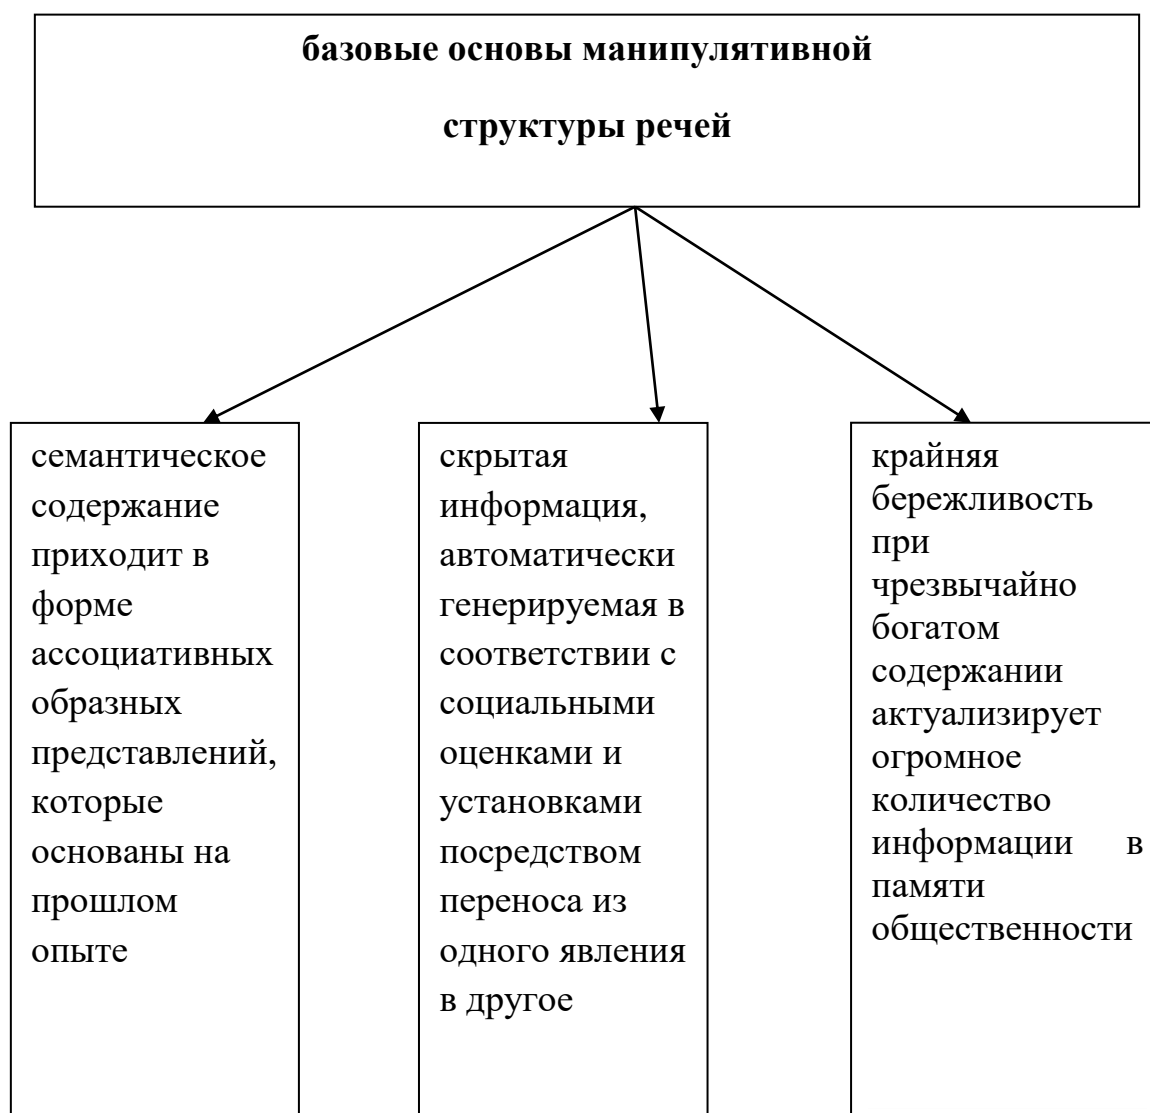 базовые основы манипулятивной
структуры речей
семантическое
содержание
приходит в
форме
ассоциативных
образных
представлений,
которые
основаны на
прошлом
опыте
скрытая
информация,
автоматически
генерируемая в
соответствии с
социальными
оценками и
установками
посредством
переноса из
одного явления
в другое
крайняя
бережливость
при
чрезвычайно
богатом
содержании
актуализирует
огромное
количество
информации в
памяти
общественности